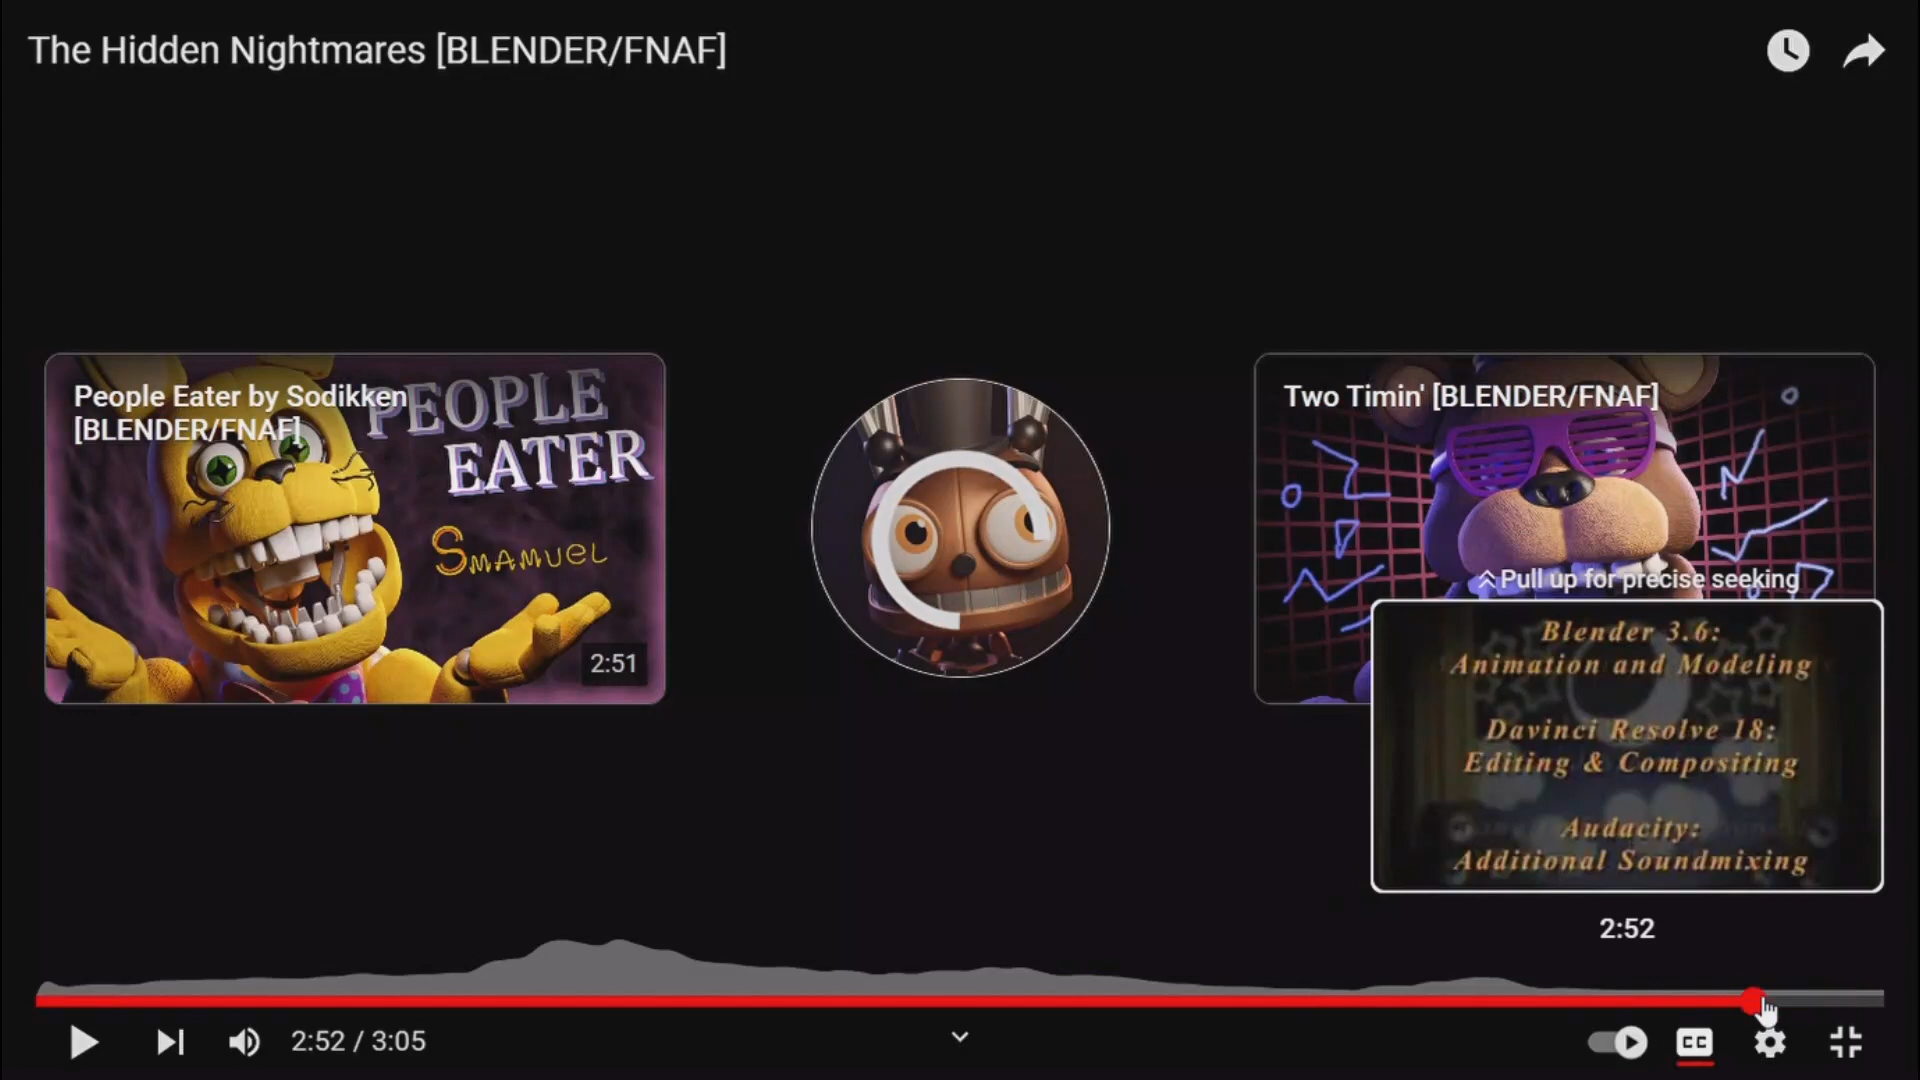 The Hidden Nightmares [BLENDER/FNAF]
People Eater by Sodikken
[BLENDER/FNAF]
PEOPLE
EATER
SMAMUEL
2:51
Two Timin' [BLENDER/FNAF]
Pull up for precise seeking
Blender 3.6:
Animation and Modeling
Davinci Resolve 18:
Editing & Compositing
Audacity:
Additional Soundmixing
2:52
2:52 / 3:05
CC